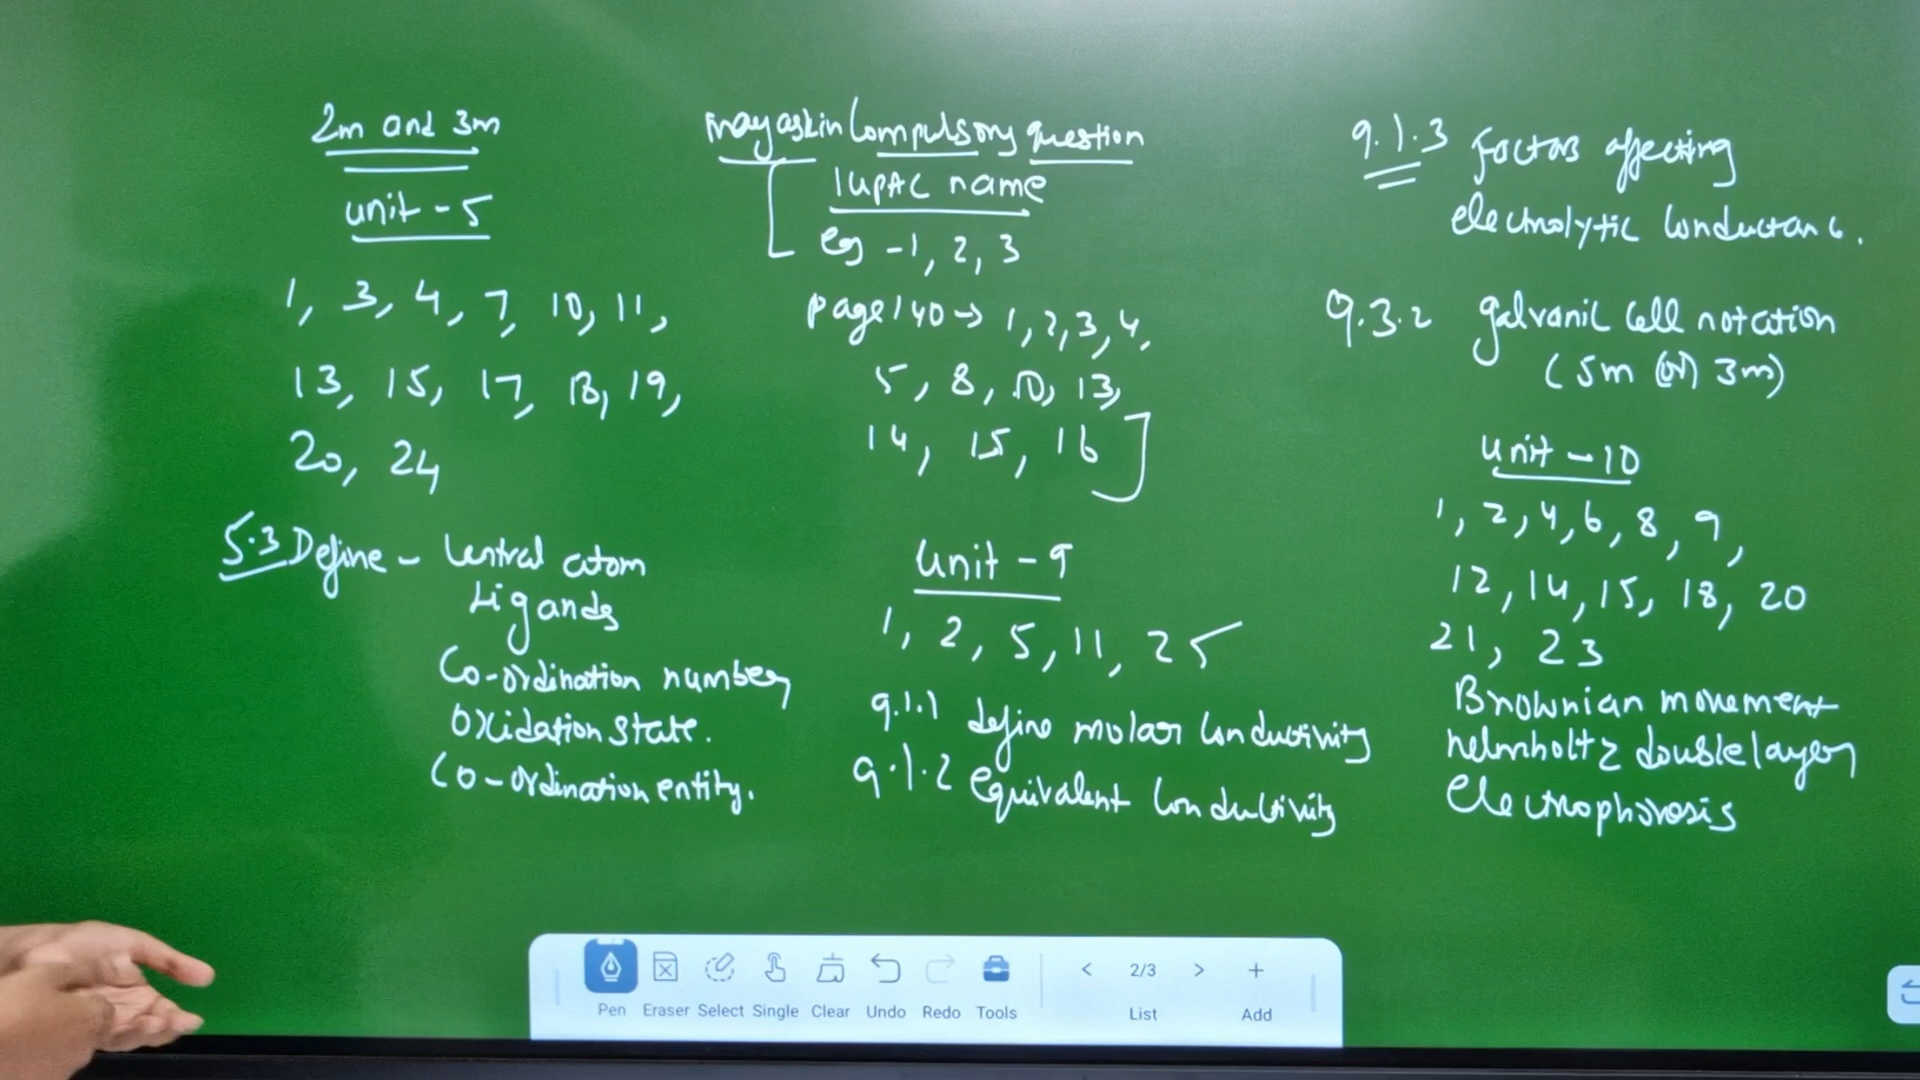 2m and 3m
unit - 5
1, 3, 4, 7, 10, 11,
13, 15, 17, 18, 19,
20, 24
5.3 Define - Central atom
Ligands
Co-ordination number,
Oxidation state.
Co-ordination entity.
may ask in Compulsory question
IUPAC name
eg - 1, 2, 3
page 140 → 1, 2, 3, 4,
5, 8, 10, 13,
14, 15, 16
unit - 9
1, 2, 5, 11, 25
9.1.1 define molar Conductivity
9.1.2 equivalent Conductivity
9.1.3 Factors affecting
electrolytic Conductance.
9.3.2 galvanic cell notation
(5m (or) 3m)
unit - 10
1, 2, 4, 6, 8, 9,
12, 14, 15, 18, 20
21, 23
Brownian movement
helmholtz double layer
Electrophoresis
Pen Eraser Select Single Clear Undo Redo Tools
< 2/3 > +
List Add